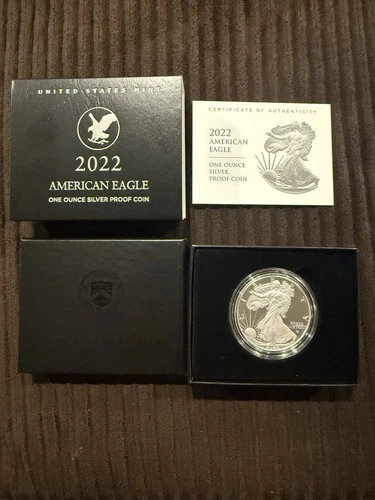 UNITED STATES MINT
2022
AMERICAN EAGLE
ONE OUNCE SILVER PROOF COIN
CERTIFICATE OF AUTHENTICITY
2022
AMERICAN
EAGLE
ONE OUNCE
SILVER
PROOF COIN